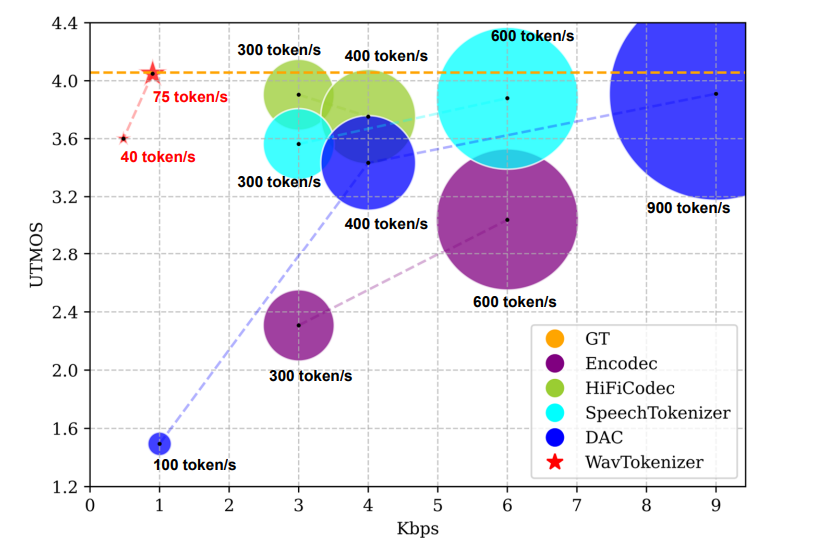 4.4
4.0
3.6
3.2
2.8
2.4
2.0
1.6
1.2
UTMOS
600 token/s
300 token/s
400 token/s
75 token/s
40 token/s
300 token/s
900 token/s
400 token/s
600 token/s
300 token/s
100 token/s
GT
Encodec
HiFiCodec
SpeechTokenizer
DAC
WavTokenizer
0 1 2 3 4 5 6 7 8 9
Kbps